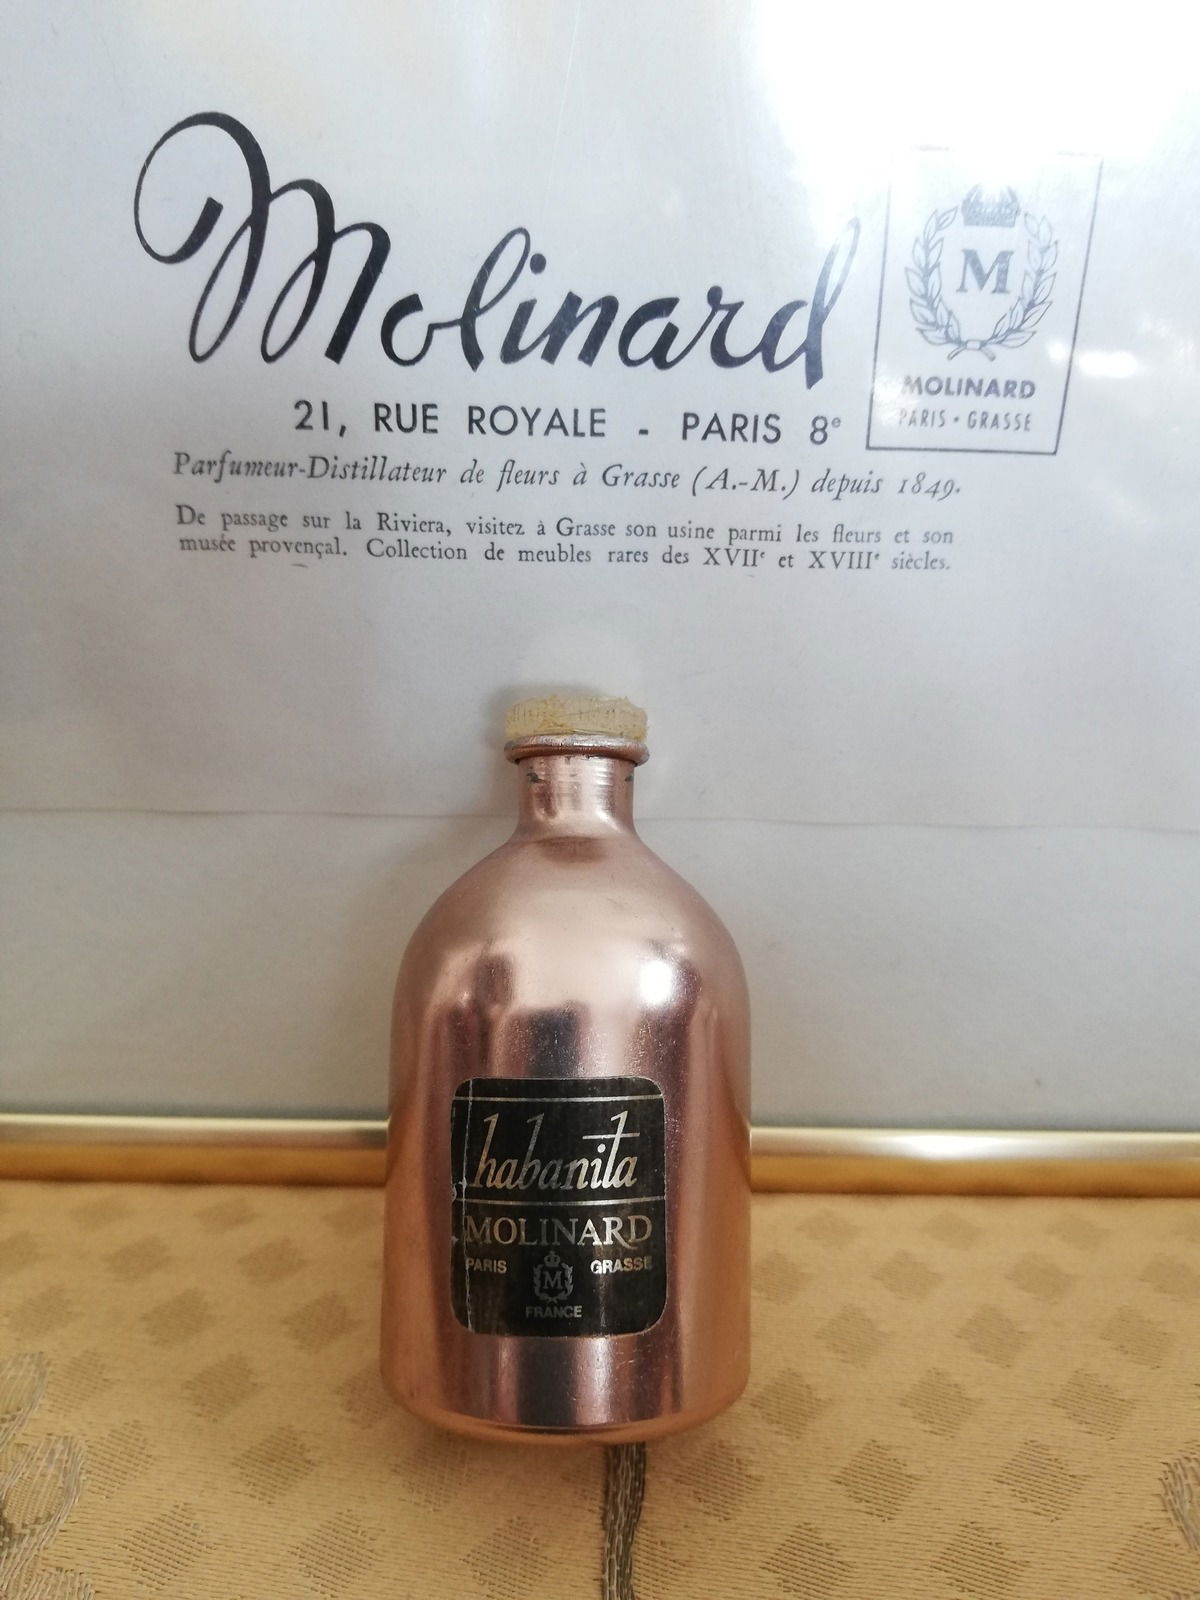 Molinard
21, RUE ROYALE - PARIS 8e
M
MOLINARD
PARIS • GRASSE
Parfumeur-Distillateur de fleurs à Grasse (A.-M.) depuis 1849.
De passage sur la Riviera, visitez à Grasse son usine parmi les fleurs et son
musée provençal. Collection de meubles rares des XVIIe et XVIIIe siècles.
habanita
MOLINARD
PARIS GRASSE
M
FRANCE